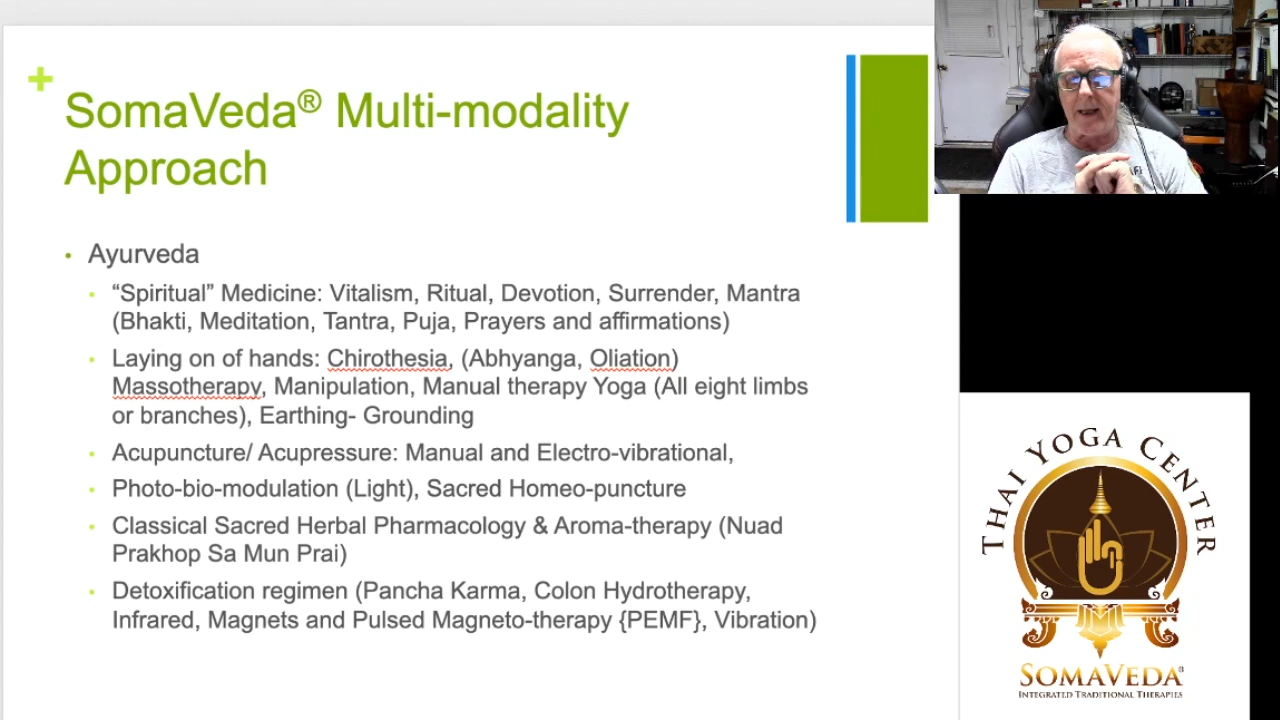 +
SomaVeda® Multi-modality
Approach
• Ayurveda
▪ “Spiritual” Medicine: Vitalism, Ritual, Devotion, Surrender, Mantra
(Bhakti, Meditation, Tantra, Puja, Prayers and affirmations)
▪ Laying on of hands: Chirothesia, (Abhyanga, Oliation)
Massotherapy, Manipulation, Manual therapy Yoga (All eight limbs
or branches), Earthing- Grounding
▪ Acupuncture/ Acupressure: Manual and Electro-vibrational,
▪ Photo-bio-modulation (Light), Sacred Homeo-puncture
▪ Classical Sacred Herbal Pharmacology & Aroma-therapy (Nuad
Prakhop Sa Mun Prai)
▪ Detoxification regimen (Pancha Karma, Colon Hydrotherapy,
Infrared, Magnets and Pulsed Magneto-therapy {PEMF}, Vibration)
THAI YOGA CENTER
SOMAVEDA®
INTEGRATED TRADITIONAL THERAPIES